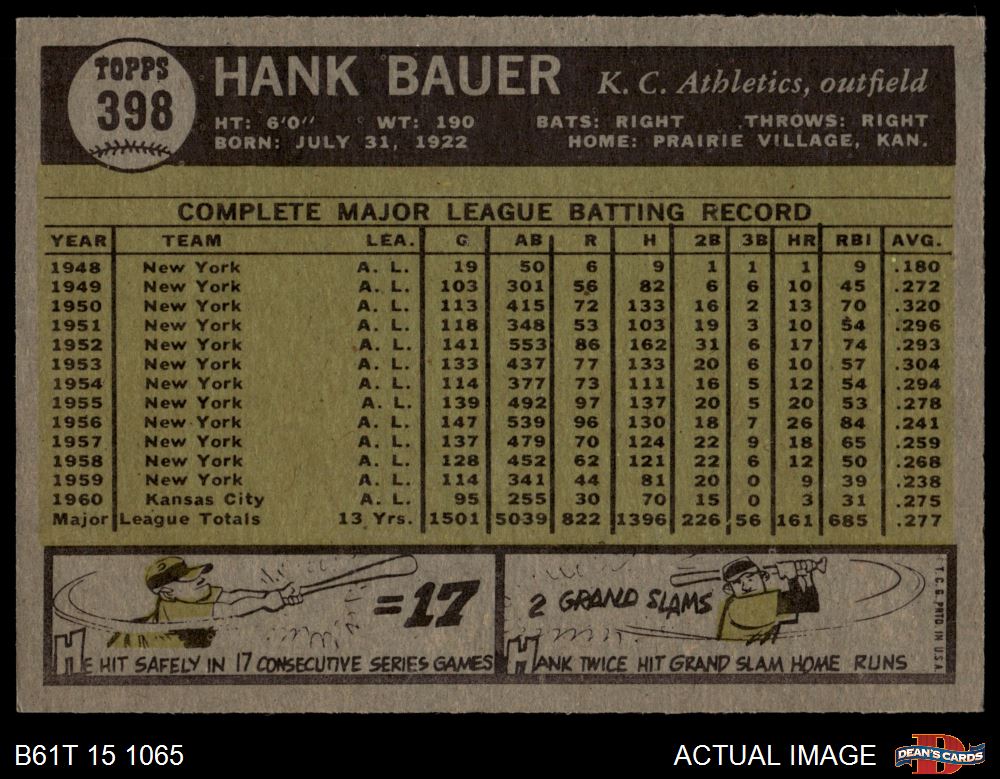 TOPPS
398
HANK BAUER K. C. Athletics, outfield
HT: 6'0" WT: 190 BATS: RIGHT THROWS: RIGHT
BORN: JULY 31, 1922 HOME: PRAIRIE VILLAGE, KAN.
COMPLETE MAJOR LEAGUE BATTING RECORD
YEAR TEAM LEA. G AB R H 2B 3B HR RBI AVG.
1948 New York A. L. 19 50 6 9 1 1 1 9 .180
1949 New York A. L. 103 301 56 82 6 6 10 45 .272
1950 New York A. L. 113 415 72 133 16 2 13 70 .320
1951 New York A. L. 118 348 53 103 19 3 10 54 .296
1952 New York A. L. 141 553 86 162 31 6 17 74 .293
1953 New York A. L. 133 437 77 133 20 6 10 57 .304
1954 New York A. L. 114 377 73 111 16 5 12 54 .294
1955 New York A. L. 139 492 97 137 20 5 20 53 .278
1956 New York A. L. 147 539 96 130 18 7 26 84 .241
1957 New York A. L. 137 479 70 124 22 9 18 65 .259
1958 New York A. L. 128 452 62 121 22 6 12 50 .268
1959 New York A. L. 114 341 44 81 20 0 9 39 .238
1960 Kansas City A. L. 95 255 30 70 15 0 3 31 .275
Major League Totals 13 Yrs. 1501 5039 822 1396 226 56 161 685 .277
=17
HE HIT SAFELY IN 17 CONSECUTIVE SERIES GAMES
2 GRAND SLAMS
HANK TWICE HIT GRAND SLAM HOME RUNS
T. C. G. PRTD IN U.S.A.
B61T 15 1065 ACTUAL IMAGE DEAN'S CARDS